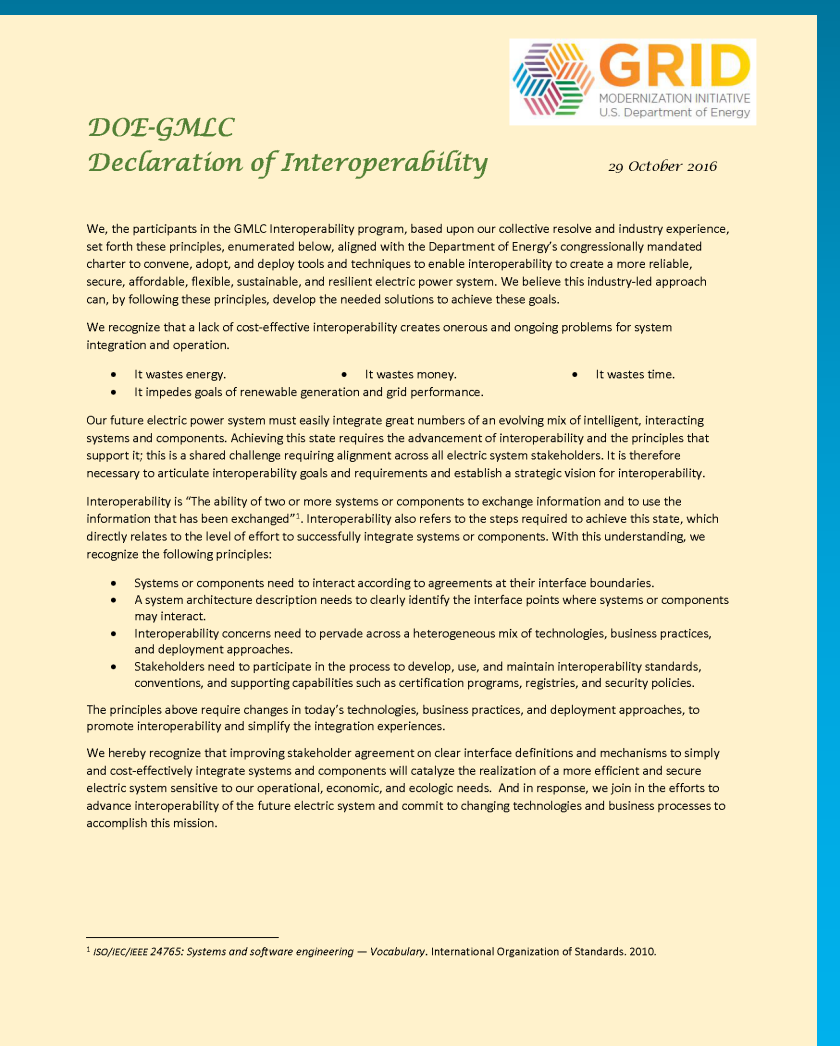 GRID
MODERNIZATION INITIATIVE
U.S. Department of Energy
DOE-GMLC
Declaration of Interoperability
29 October 2016
We, the participants in the GMLC Interoperability program, based upon our collective resolve and industry experience,
set forth these principles, enumerated below, aligned with the Department of Energy’s congressionally mandated
charter to convene, adopt, and deploy tools and techniques to enable interoperability to create a more reliable,
secure, affordable, flexible, sustainable, and resilient electric power system. We believe this industry-led approach
can, by following these principles, develop the needed solutions to achieve these goals.
We recognize that a lack of cost-effective interoperability creates onerous and ongoing problems for system
integration and operation.
• It wastes energy. • It wastes money. • It wastes time.
• It impedes goals of renewable generation and grid performance.
Our future electric power system must easily integrate great numbers of an evolving mix of intelligent, interacting
systems and components. Achieving this state requires the advancement of interoperability and the principles that
support it; this is a shared challenge requiring alignment across all electric system stakeholders. It is therefore
necessary to articulate interoperability goals and requirements and establish a strategic vision for interoperability.
Interoperability is “The ability of two or more systems or components to exchange information and to use the
information that has been exchanged”¹. Interoperability also refers to the steps required to achieve this state, which
directly relates to the level of effort to successfully integrate systems or components. With this understanding, we
recognize the following principles:
• Systems or components need to interact according to agreements at their interface boundaries.
• A system architecture description needs to clearly identify the interface points where systems or components
may interact.
• Interoperability concerns need to pervade across a heterogeneous mix of technologies, business practices,
and deployment approaches.
• Stakeholders need to participate in the process to develop, use, and maintain interoperability standards,
conventions, and supporting capabilities such as certification programs, registries, and security policies.
The principles above require changes in today’s technologies, business practices, and deployment approaches, to
promote interoperability and simplify the integration experiences.
We hereby recognize that improving stakeholder agreement on clear interface definitions and mechanisms to simply
and cost-effectively integrate systems and components will catalyze the realization of a more efficient and secure
electric system sensitive to our operational, economic, and ecologic needs. And in response, we join in the efforts to
advance interoperability of the future electric system and commit to changing technologies and business processes to
accomplish this mission.
¹ ISO/IEC/IEEE 24765: Systems and software engineering — Vocabulary. International Organization of Standards. 2010.